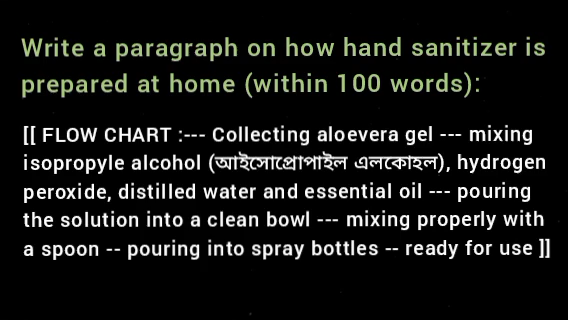 Write a paragraph on how hand sanitizer is
prepared at home (within 100 words):
[[ FLOW CHART :--- Collecting aloevera gel --- mixing
isopropyle alcohol (আইসোপ্রোপাইল এলকোহল), hydrogen
peroxide, distilled water and essential oil --- pouring
the solution into a clean bowl --- mixing properly with
a spoon -- pouring into spray bottles -- ready for use ]]